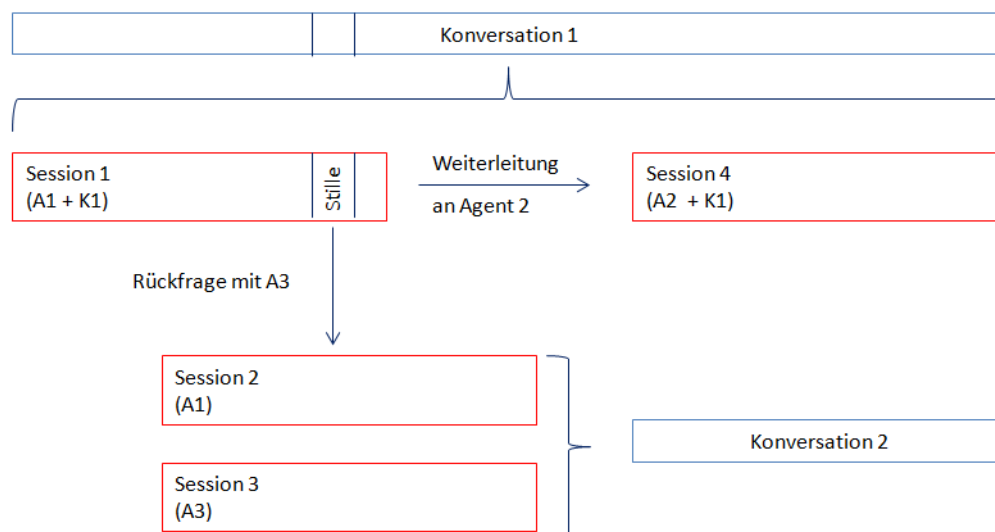 Konversation 1
Session 1
(A1 + K1)
Stille
Weiterleitung
an Agent 2
Session 4
(A2 + K1)
Rückfrage mit A3
Session 2
(A1)
Konversation 2
Session 3
(A3)